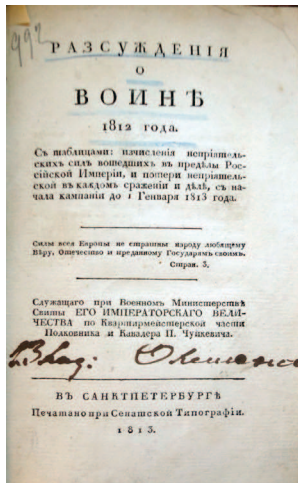 992
РАЗСУЖДЕНІЯ
О
ВОИНѢ
1812 года.
Съ таблицами: изчисленія непріятель-
скихъ силъ вошедшихъ въ предѣлы Рос-
сійской Имперіи, и потери непріятель-
ской въ каждомъ сраженіи и дѣлѣ, съ на-
чала кампаніи до 1 Генваря 1813 года.
Силы всея Европы не страшны народу любящему
Вѣру, Отечество и преданному Государямъ своимъ.
Стран. 3.
Служащаго при Военномъ Министерствѣ
Свиты ЕГО ИМПЕРАТОРСКАГО ВЕЛИ-
ЧЕСТВА по Квартирмейстерской части
Полковника и Кавалера П. Чуйкевича.
ВЪ САНКТПЕТЕРБУРГѢ
Печатано при Сенатской Типографіи.
1813.